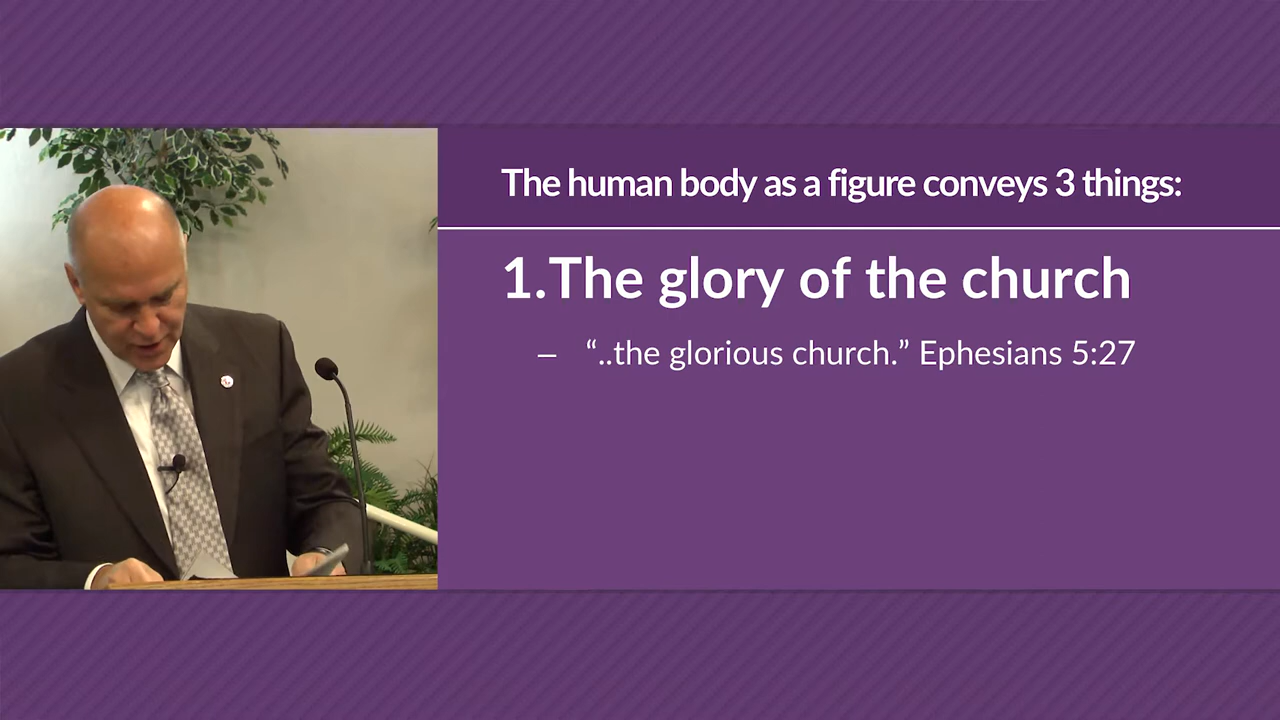 The human body as a figure conveys 3 things:
1.The glory of the church
– “..the glorious church.” Ephesians 5:27